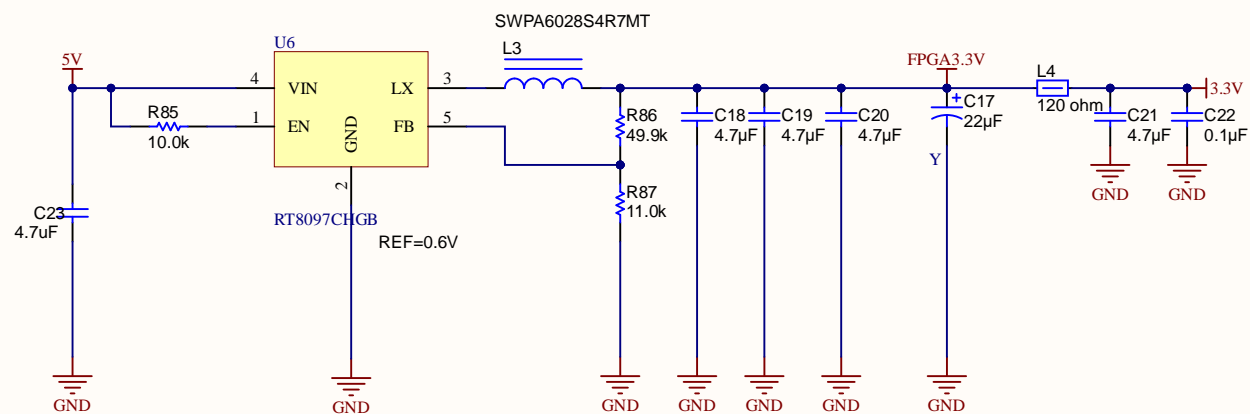 SWPA6028S4R7MT
U6
L3
5V
FPGA3.3V
L4
4
VIN
LX
3
3.3V
120 ohm
R85
10.0k
1
EN
GND
FB
5
R86
49.9k
C18
4.7µF
C19
4.7µF
C20
4.7µF
C17
22µF
Y
C21
4.7µF
C22
0.1µF
GND
GND
2
R87
11.0k
C23
4.7uF
RT8097CHGB
REF=0.6V
GND
GND
GND
GND
GND
GND
GND